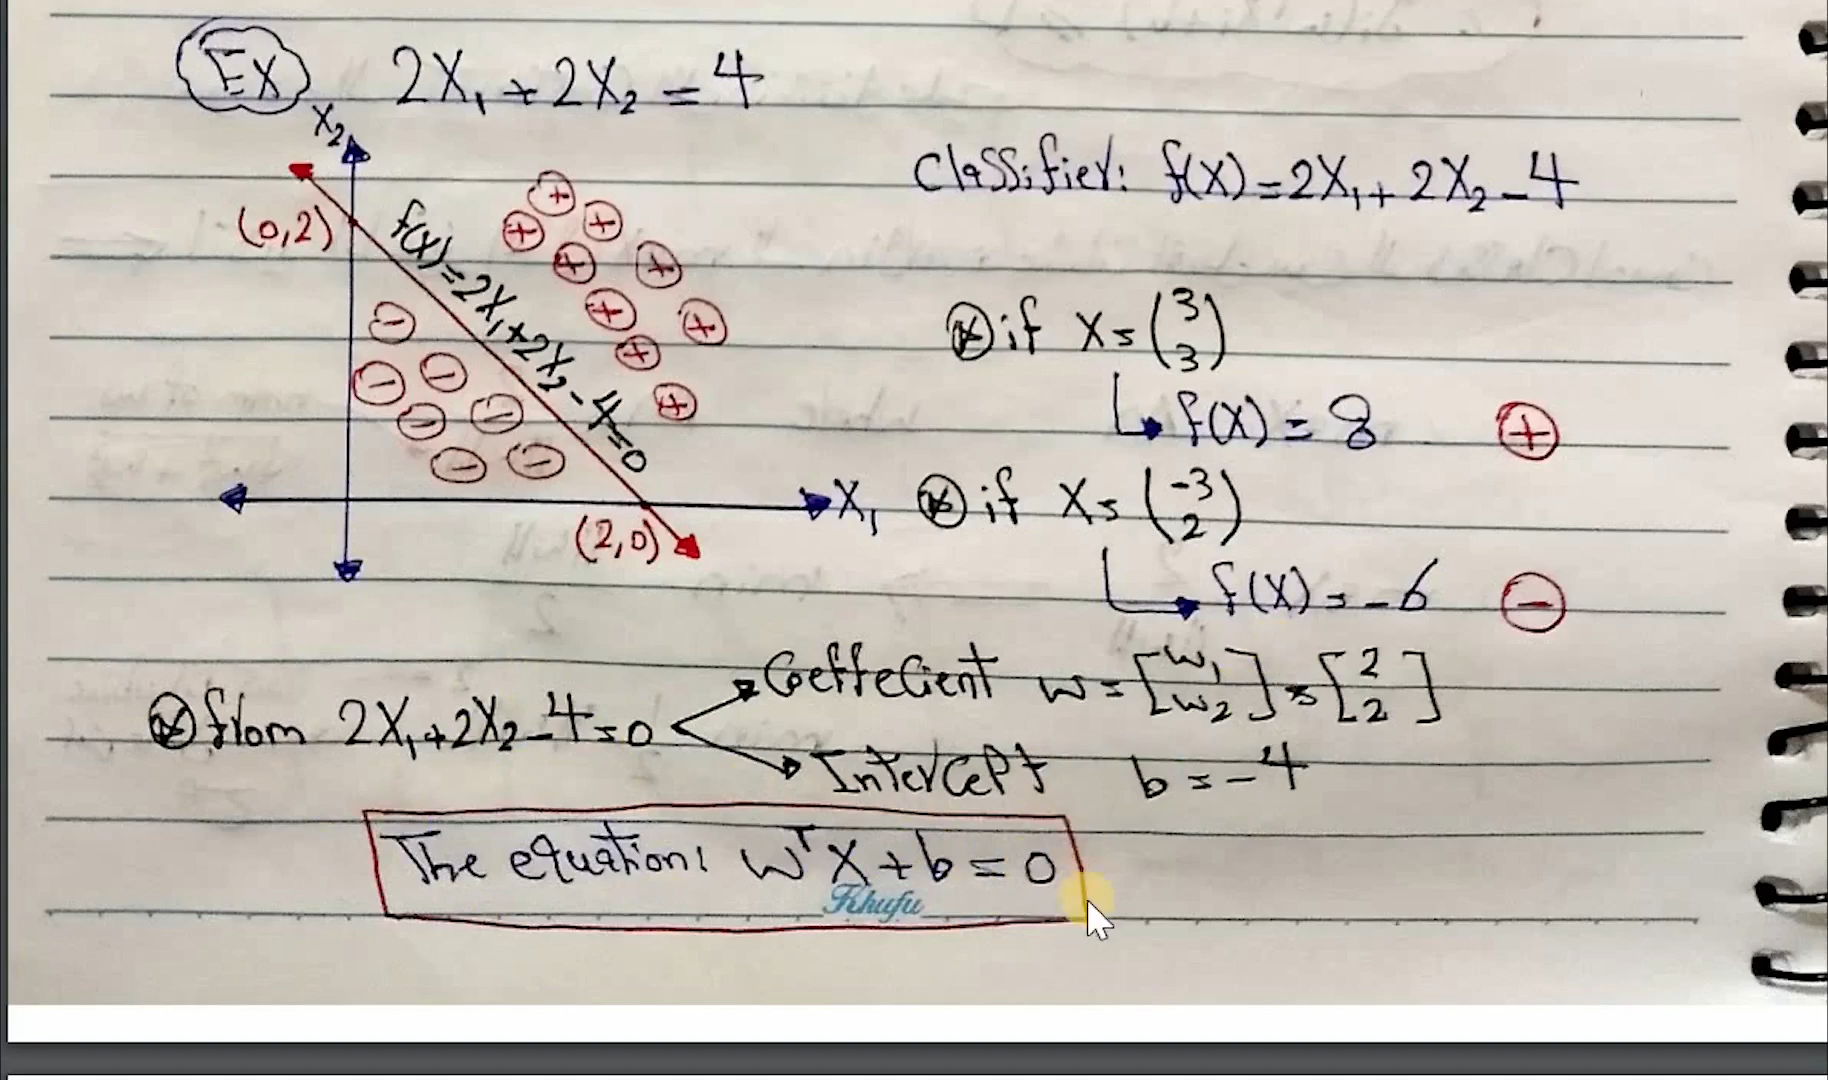 Ex 2X₁ + 2X₂ = 4
X₂
Classifier: f(X) = 2X₁ + 2X₂ - 4
(0,2)
f(X) = 2X₁ + 2X₂ - 4 = 0
+ + + + + + + + +
- - - - - - -
X₁
(2,0)
if X = (3
3)
f(X) = 8 +
if X = (-3
2)
f(X) = -6 -
from 2X₁ + 2X₂ - 4 = 0
Coeffecient w = [w₁
w₂] = [2
2]
Intercept b = -4
The equation: wᵀX + b = 0
Khufu